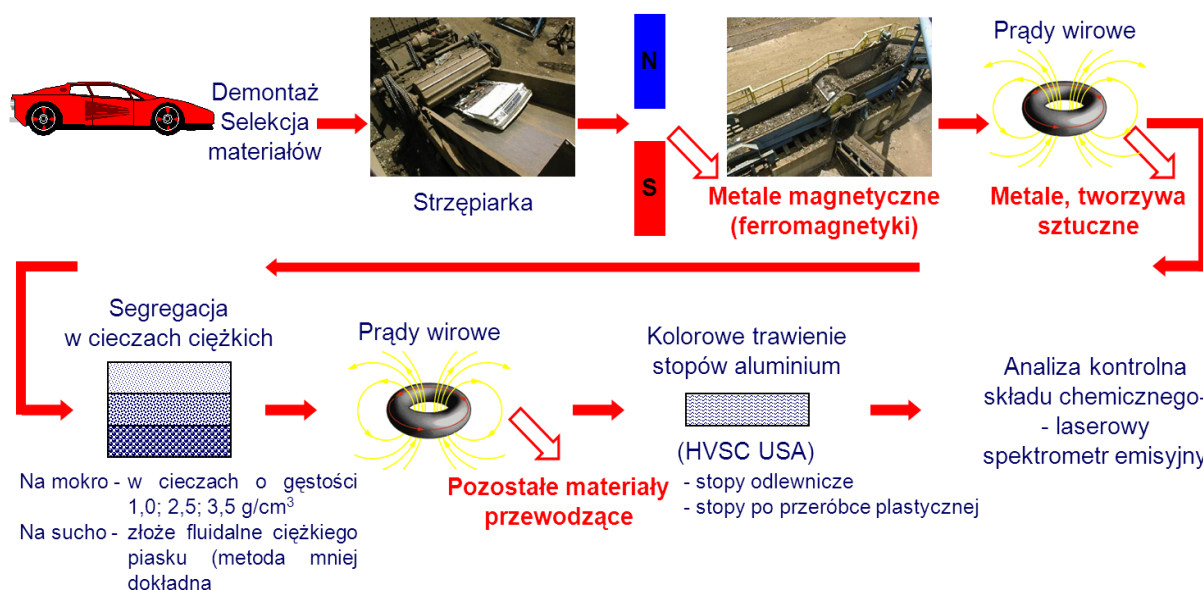 Demontaż
Selekcja
materiałów
Strzępiarka
N
S
Metale magnetyczne
(ferromagnetyki)
Prądy wirowe
Metale, tworzywa
sztuczne
Segregacja
w cieczach ciężkich
Na mokro - w cieczach o gęstości
1,0; 2,5; 3,5 g/cm³
Na sucho - złoże fluidalne ciężkiego
piasku (metoda mniej
dokładna
Prądy wirowe
Pozostałe materiały
przewodzące
Kolorowe trawienie
stopów aluminium
(HVSC USA)
- stopy odlewnicze
- stopy po przeróbce plastycznej
Analiza kontrolna
składu chemicznego-
- laserowy
spektrometr emisyjny